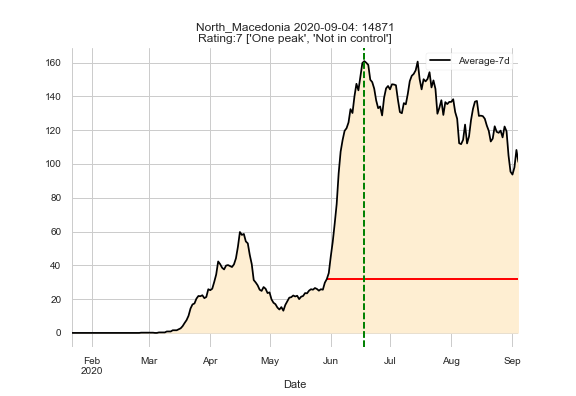 North_Macedonia 2020-09-04: 14871
Rating:7 ['One peak', 'Not in control']
Average-7d
160
140
120
100
80
60
40
20
0
Feb Mar Apr May Jun Jul Aug Sep
2020
Date